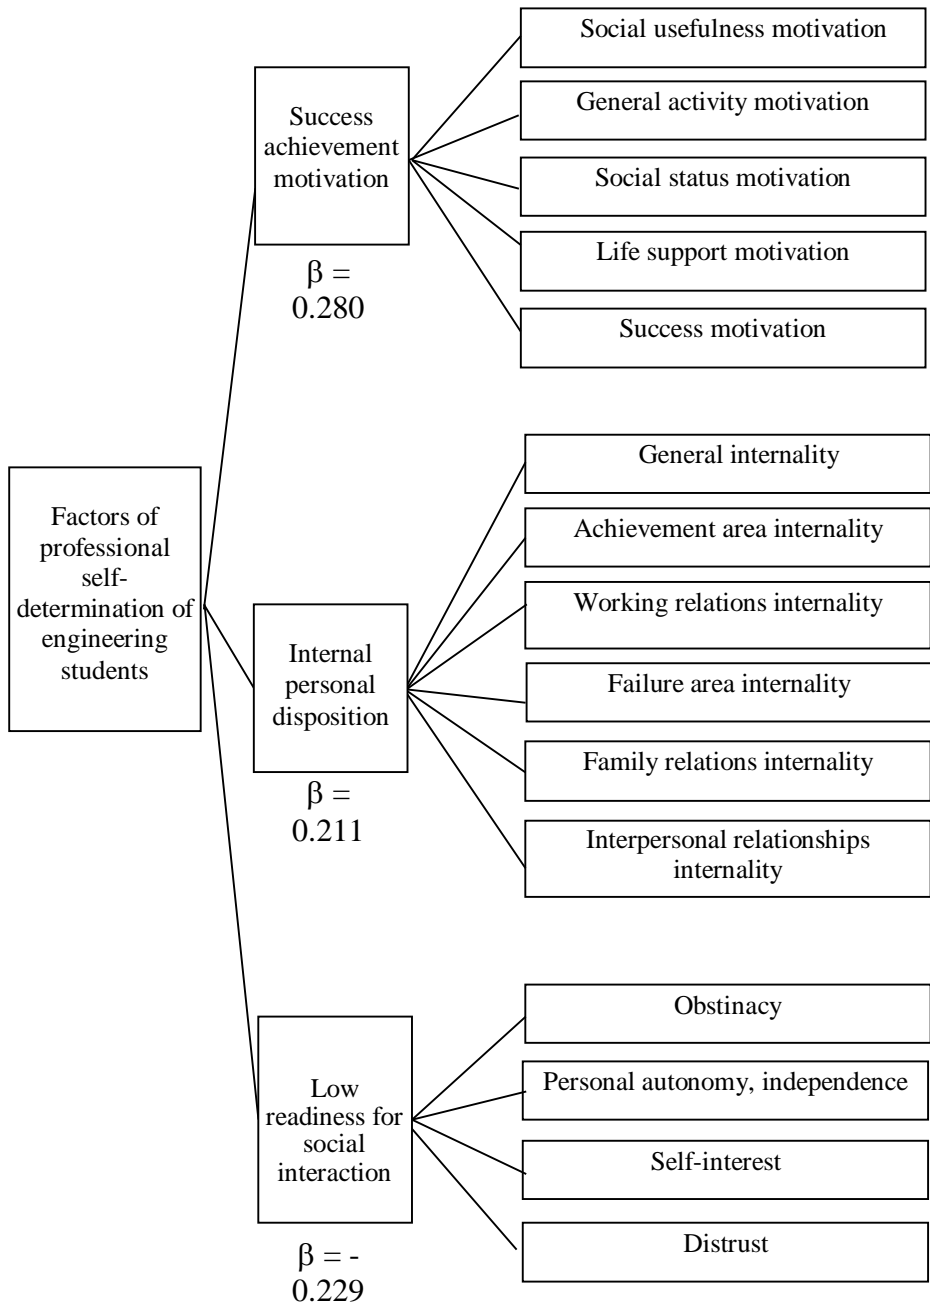 Factors of
professional
self-
determination of
engineering
students
Success
achievement
motivation
β =
0.280
Social usefulness motivation
General activity motivation
Social status motivation
Life support motivation
Success motivation
Internal
personal
disposition
β =
0.211
General internality
Achievement area internality
Working relations internality
Failure area internality
Family relations internality
Interpersonal relationships
internality
Low
readiness for
social
interaction
β = -
0.229
Obstinacy
Personal autonomy, independence
Self-interest
Distrust